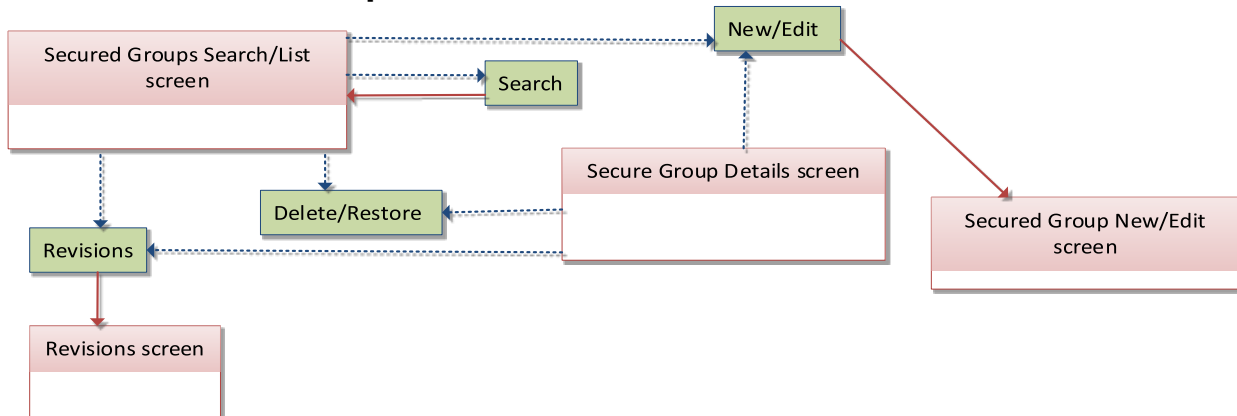 New/Edit
Secured Groups Search/List
screen
Search
Secure Group Details screen
Delete/Restore
Secured Group New/Edit
screen
Revisions
Revisions screen